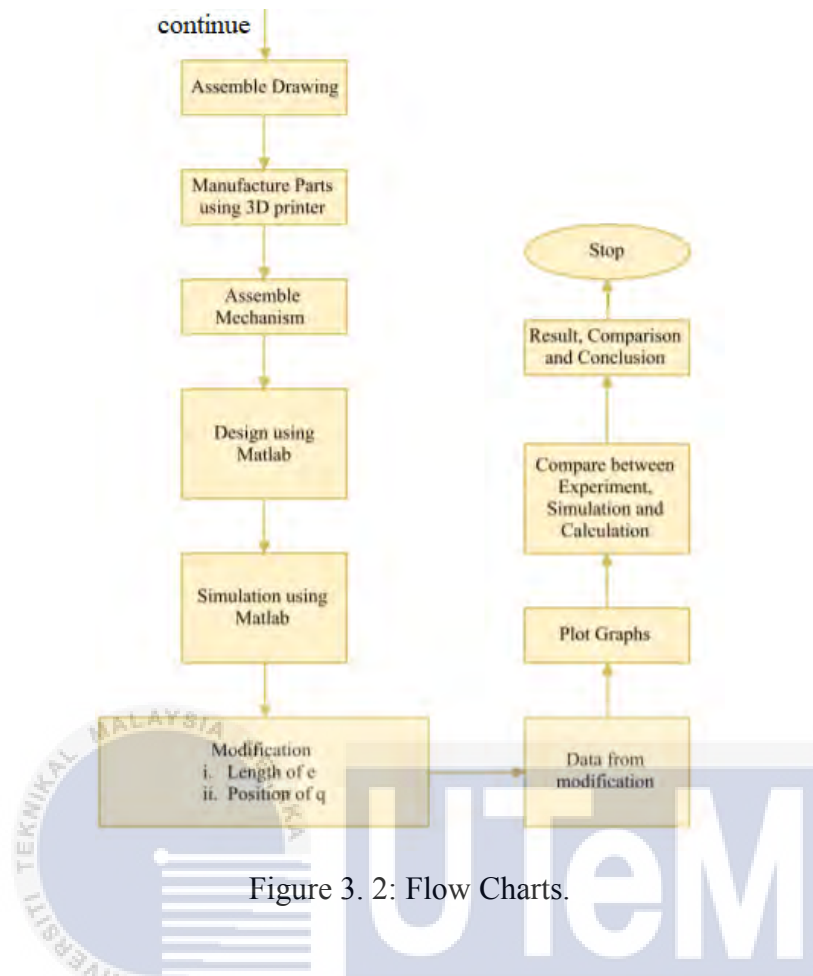 continue
Assemble Drawing
Manufacture Parts
using 3D printer
Assemble
Mechanism
Design using
Matlab
Simulation using
Matlab
Modification
i. Length of e
ii. Position of q
Data from
modification
Plot Graphs
Compare between
Experiment,
Simulation and
Calculation
Result, Comparison
and Conclusion
Stop
Figure 3. 2: Flow Charts.
TEKNIKAL MALAYSIA
UTeM